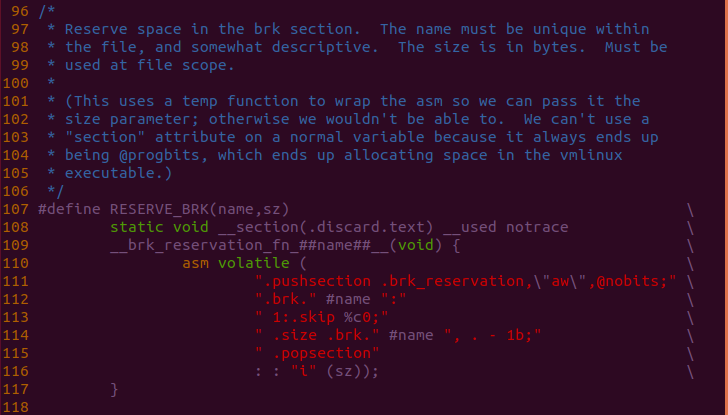 96 /*
97  * Reserve space in the brk section.  The name must be unique within
98  * the file, and somewhat descriptive.  The size is in bytes.  Must be
99  * used at file scope.
100  *
101  * (This uses a temp function to wrap the asm so we can pass it the
102  * size parameter; otherwise we wouldn't be able to.  We can't use a
103  * "section" attribute on a normal variable because it always ends up
104  * being @progbits, which ends up allocating space in the vmlinux
105  * executable.)
106  */
107 #define RESERVE_BRK(name,sz)                                            \
108         static void __section(.discard.text) __used notrace             \
109         __brk_reservation_fn_##name##__(void) {                         \
110                 asm volatile (                                          \
111                         ".pushsection .brk_reservation,\"aw\",@nobits;" \
112                         ".brk." #name ":"                               \
113                         " 1:.skip %c0;"                                 \
114                         " .size .brk." #name ", . - 1b;"                \
115                         " .popsection"                                  \
116                         : : "i" (sz));                                  \
117         }
118